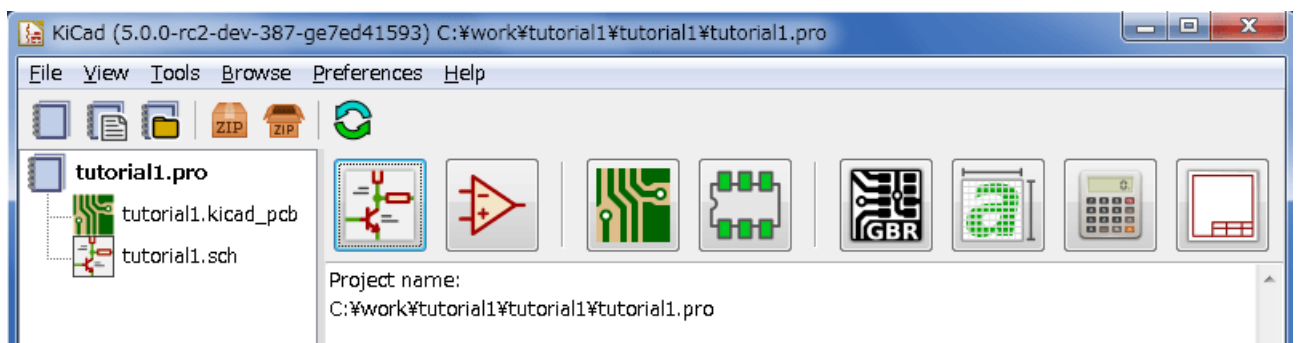 KiCad (5.0.0-rc2-dev-387-ge7ed41593) C:¥work¥tutorial1¥tutorial1¥tutorial1.pro
File View Tools Browse Preferences Help
ZIP ZIP
tutorial1.pro
tutorial1.kicad_pcb
tutorial1.sch
GBR a 0.
Project name:
C:¥work¥tutorial1¥tutorial1¥tutorial1.pro